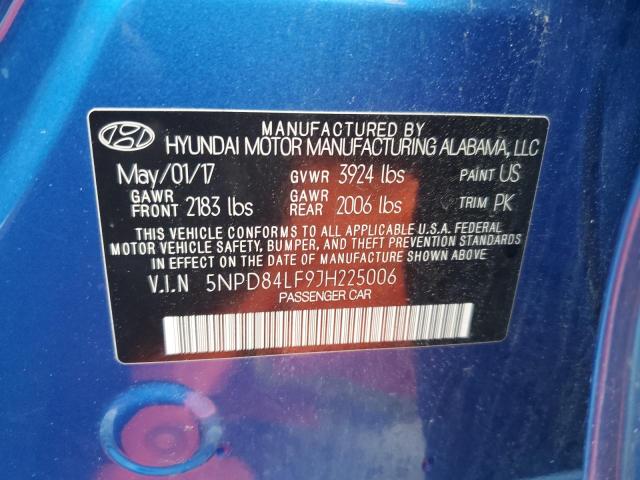 MANUFACTURED BY
HYUNDAI MOTOR MANUFACTURING ALABAMA, LLC
May/01/17 GVWR 3924 lbs PAINT US
GAWR FRONT 2183 lbs GAWR REAR 2006 lbs TRIM PK
THIS VEHICLE CONFORMS TO ALL APPLICABLE U.S.A. FEDERAL
MOTOR VEHICLE SAFETY, BUMPER, AND THEFT PREVENTION STANDARDS
IN EFFECT ON THE DATE OF MANUFACTURE SHOWN ABOVE.
V.I.N 5NPD84LF9JH225006
PASSENGER CAR